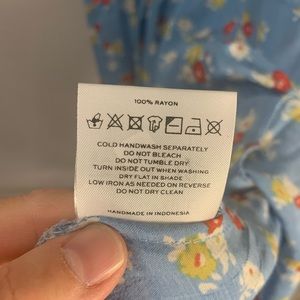 100% RAYON
COLD HANDWASH SEPARATELY
DO NOT BLEACH
DO NOT TUMBLE DRY
TURN INSIDE OUT WHEN WASHING
DRY FLAT IN SHADE
LOW IRON AS NEEDED ON REVERSE
DO NOT DRY CLEAN
HANDMADE IN INDONESIA